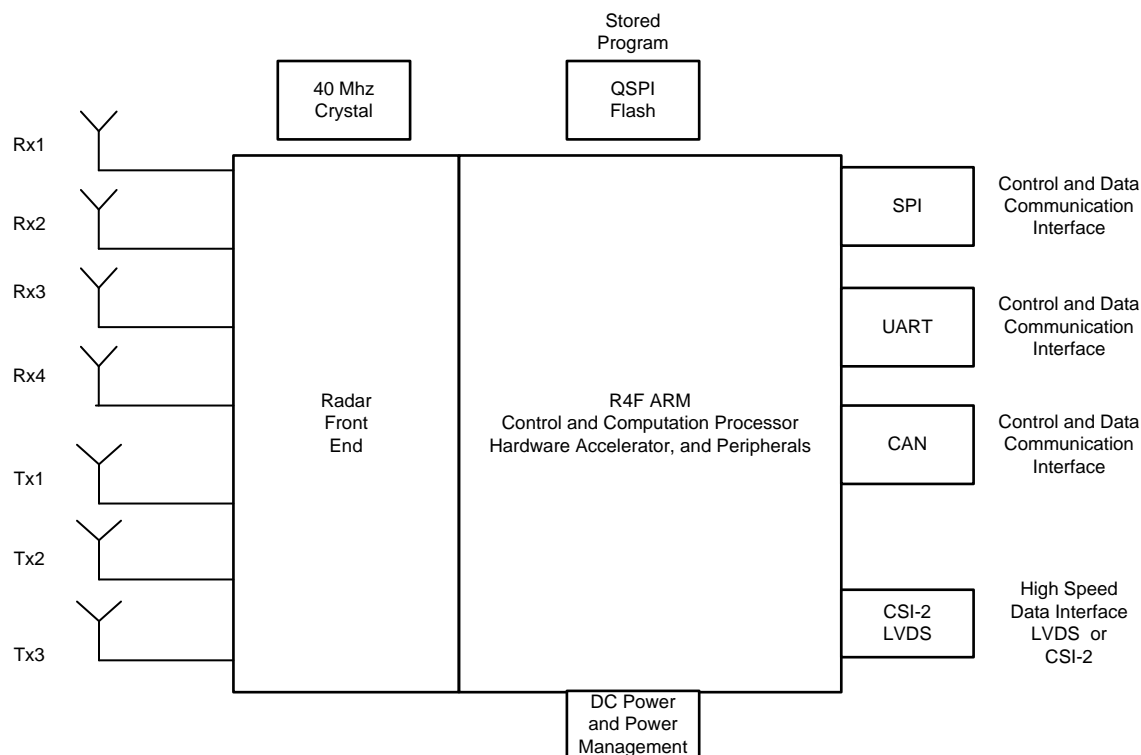 Stored
Program
40 Mhz
Crystal
QSPI
Flash
Rx1
Rx2
Rx3
Rx4
Tx1
Tx2
Tx3
Radar
Front
End
R4F ARM
Control and Computation Processor
Hardware Accelerator, and Peripherals
SPI
Control and Data
Communication
Interface
UART
Control and Data
Communication
Interface
CAN
Control and Data
Communication
Interface
CSI-2
LVDS
High Speed
Data Interface
LVDS or
CSI-2
DC Power
and Power
Management